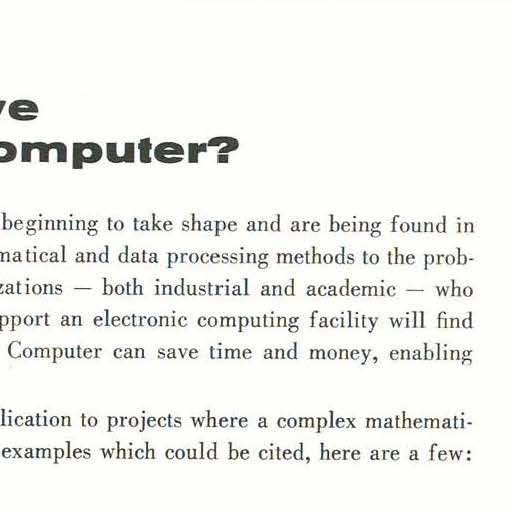 ve
omputer?
beginning to take shape and are being found in
matical and data processing methods to the prob-
zations — both industrial and academic — who
pport an electronic computing facility will find
Computer can save time and money, enabling
lication to projects where a complex mathemati-
examples which could be cited, here are a few: